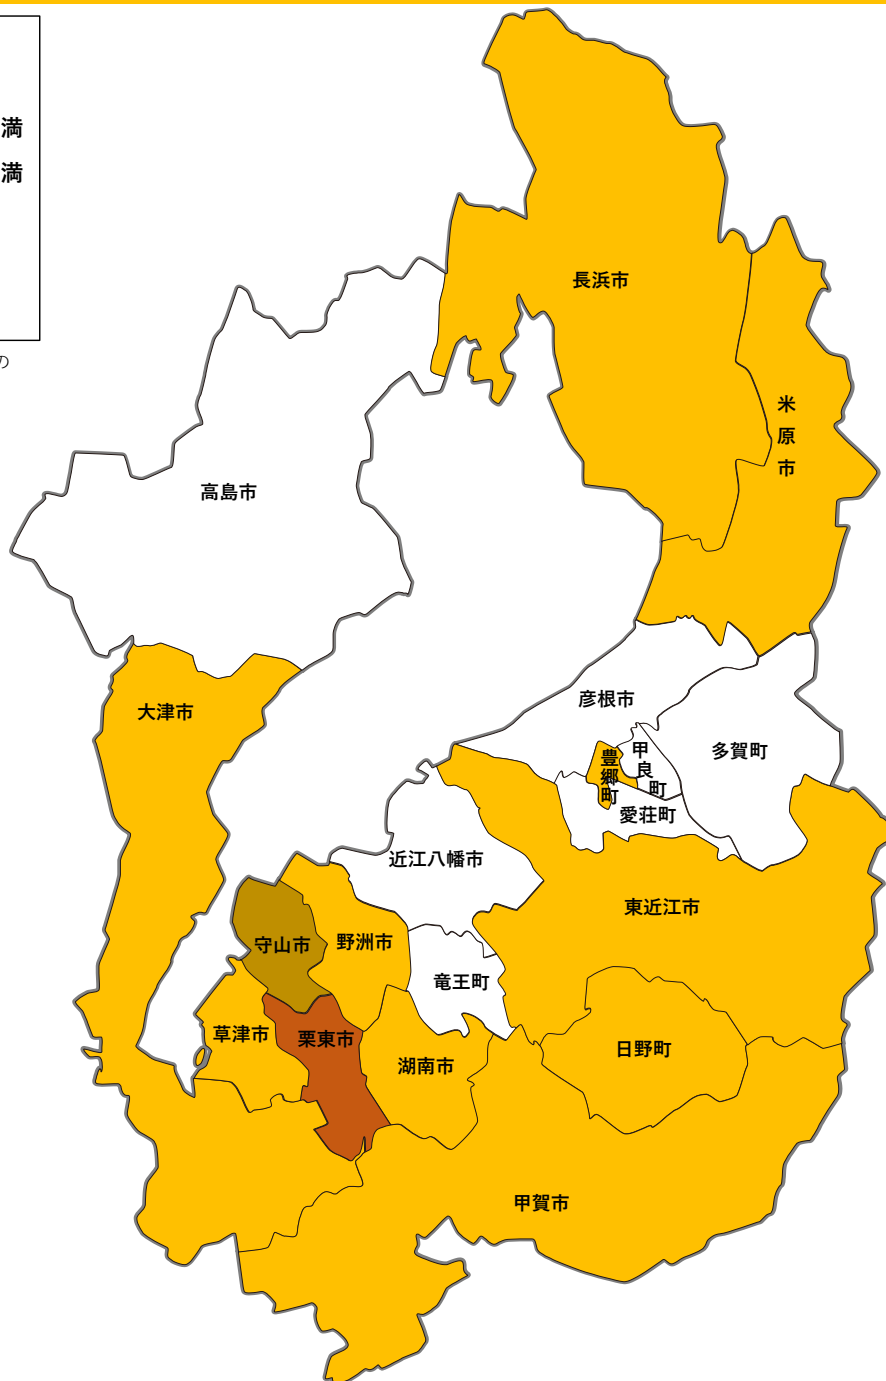 満
満
の
長浜市
米原市
高島市
大津市
彦根市
豊郷町
甲良町
多賀町
愛荘町
近江八幡市
東近江市
守山市
野洲市
竜王町
草津市
栗東市
湖南市
日野町
甲賀市